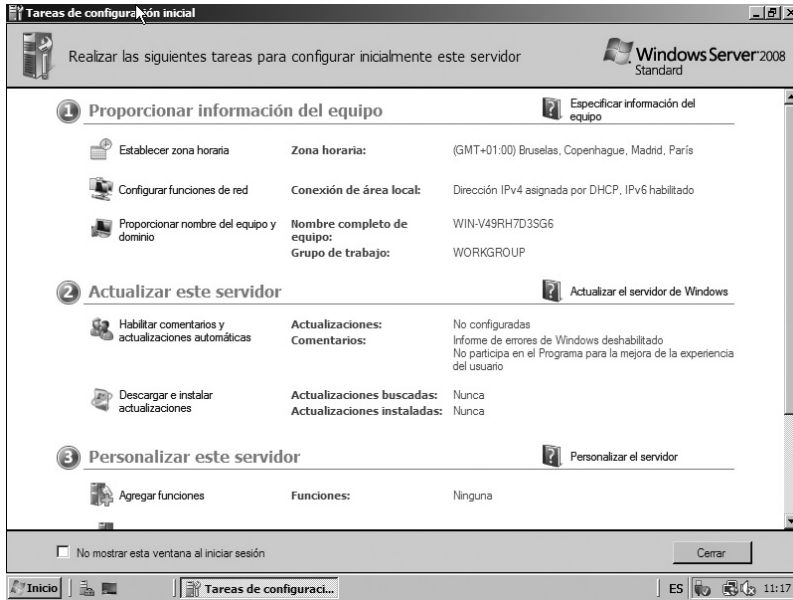 Tareas de configuración inicial
Realizar las siguientes tareas para configurar inicialmente este servidor
Windows Server 2008
Standard
1 Proporcionar información del equipo
Especificar información del
equipo
Establecer zona horaria
Zona horaria:
(GMT+01:00) Bruselas, Copenhague, Madrid, París
Configurar funciones de red
Conexión de área local:
Dirección IPv4 asignada por DHCP, IPv6 habilitado
Proporcionar nombre del equipo y
dominio
Nombre completo de
equipo:
WIN-V49RH7D3SG6
Grupo de trabajo:
WORKGROUP
2 Actualizar este servidor
Actualizar el servidor de Windows
Habilitar comentarios y
actualizaciones automáticas
Actualizaciones:
No configuradas
Comentarios:
Informe de errores de Windows deshabilitado
No participa en el Programa para la mejora de la experiencia
del usuario
Descargar e instalar
actualizaciones
Actualizaciones buscadas:
Nunca
Actualizaciones instaladas:
Nunca
3 Personalizar este servidor
Personalizar el servidor
Agregar funciones
Funciones:
Ninguna
No mostrar esta ventana al iniciar sesión
Cerrar
Inicio
Tareas de configuraci...
ES
11:17